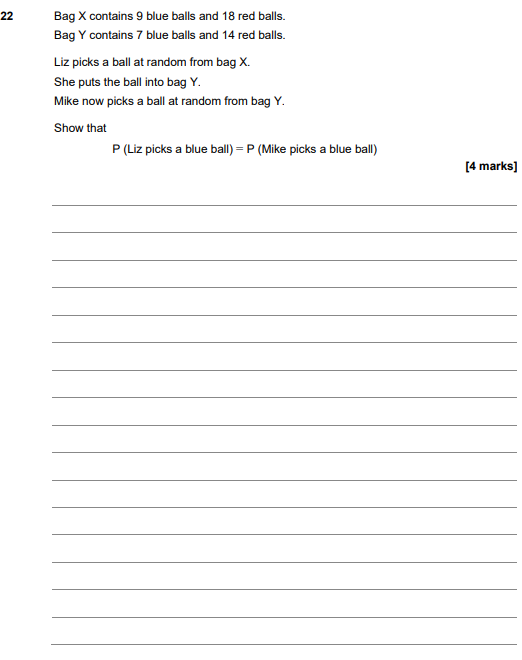 22 Bag X contains 9 blue balls and 18 red balls.
Bag Y contains 7 blue balls and 14 red balls.
Liz picks a ball at random from bag X.
She puts the ball into bag Y.
Mike now picks a ball at random from bag Y.
Show that
P (Liz picks a blue ball) = P (Mike picks a blue ball)
[4 marks]